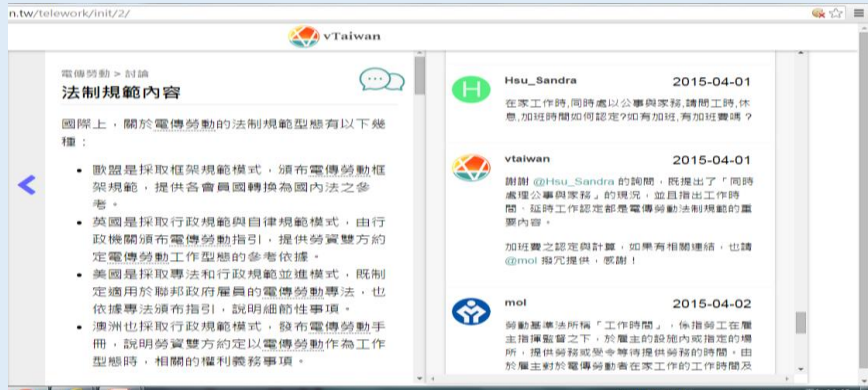 n.tw/telework/init/2/
vTaiwan
電傳勞動 > 討論
法制規範內容
國際上，關於電傳勞動的法制規範型態有以下幾
種：
• 歐盟是採取框架規範模式，頒布電傳勞動框
架規範，提供各會員國轉換為國內法之參
考。
• 英國是採取行政規範與自律規範模式，由行
政機關頒布電傳勞動指引，提供勞資雙方約
定電傳勞動工作型態的參考依據。
• 美國是採取專法和行政規範並進模式，既制
定適用於聯邦政府雇員的電傳勞動專法，也
依據專法頒布指引，說明細節性事項。
• 澳洲也採取行政規範模式，發布電傳勞動手
冊，說明勞資雙方約定以電傳勞動作為工作
型態時，相關的權利義務事項。
H
Hsu_Sandra 2015-04-01
在家工作時,同時處以公事與家務,請問工時,休
息,加班時間如何認定?如有加班,有加班費嗎？
vtaiwan 2015-04-01
謝謝 @Hsu_Sandra 的詢問，既提出了「同時
處理公事與家務」的現況，並且指出工作時
間、延時工作認定都是電傳勞動法制規範的重
要內容。
加班費之認定與計算，如果有相關連結，也請
@mol 撥冗提供，感謝！
mol 2015-04-02
勞動基準法所稱「工作時間」，係指勞工在雇
主指揮監督之下，於雇主的設施內或指定的場
所，提供勞務或受令等待提供勞務的時間。由
於雇主對於電傳勞動者在家工作的工作時間及